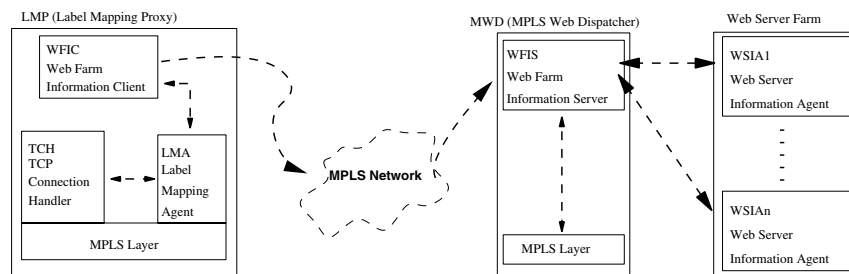 LMP (Label Mapping Proxy)
WFIC
Web Farm
Information Client
TCH
TCP
Connection
Handler
LMA
Label
Mapping
Agent
MPLS Layer
MPLS Network
MWD (MPLS Web Dispatcher)
WFIS
Web Farm
Information Server
MPLS Layer
Web Server Farm
WSIA1
Web Server
Information Agent
WSIAn
Web Server
Information Agent